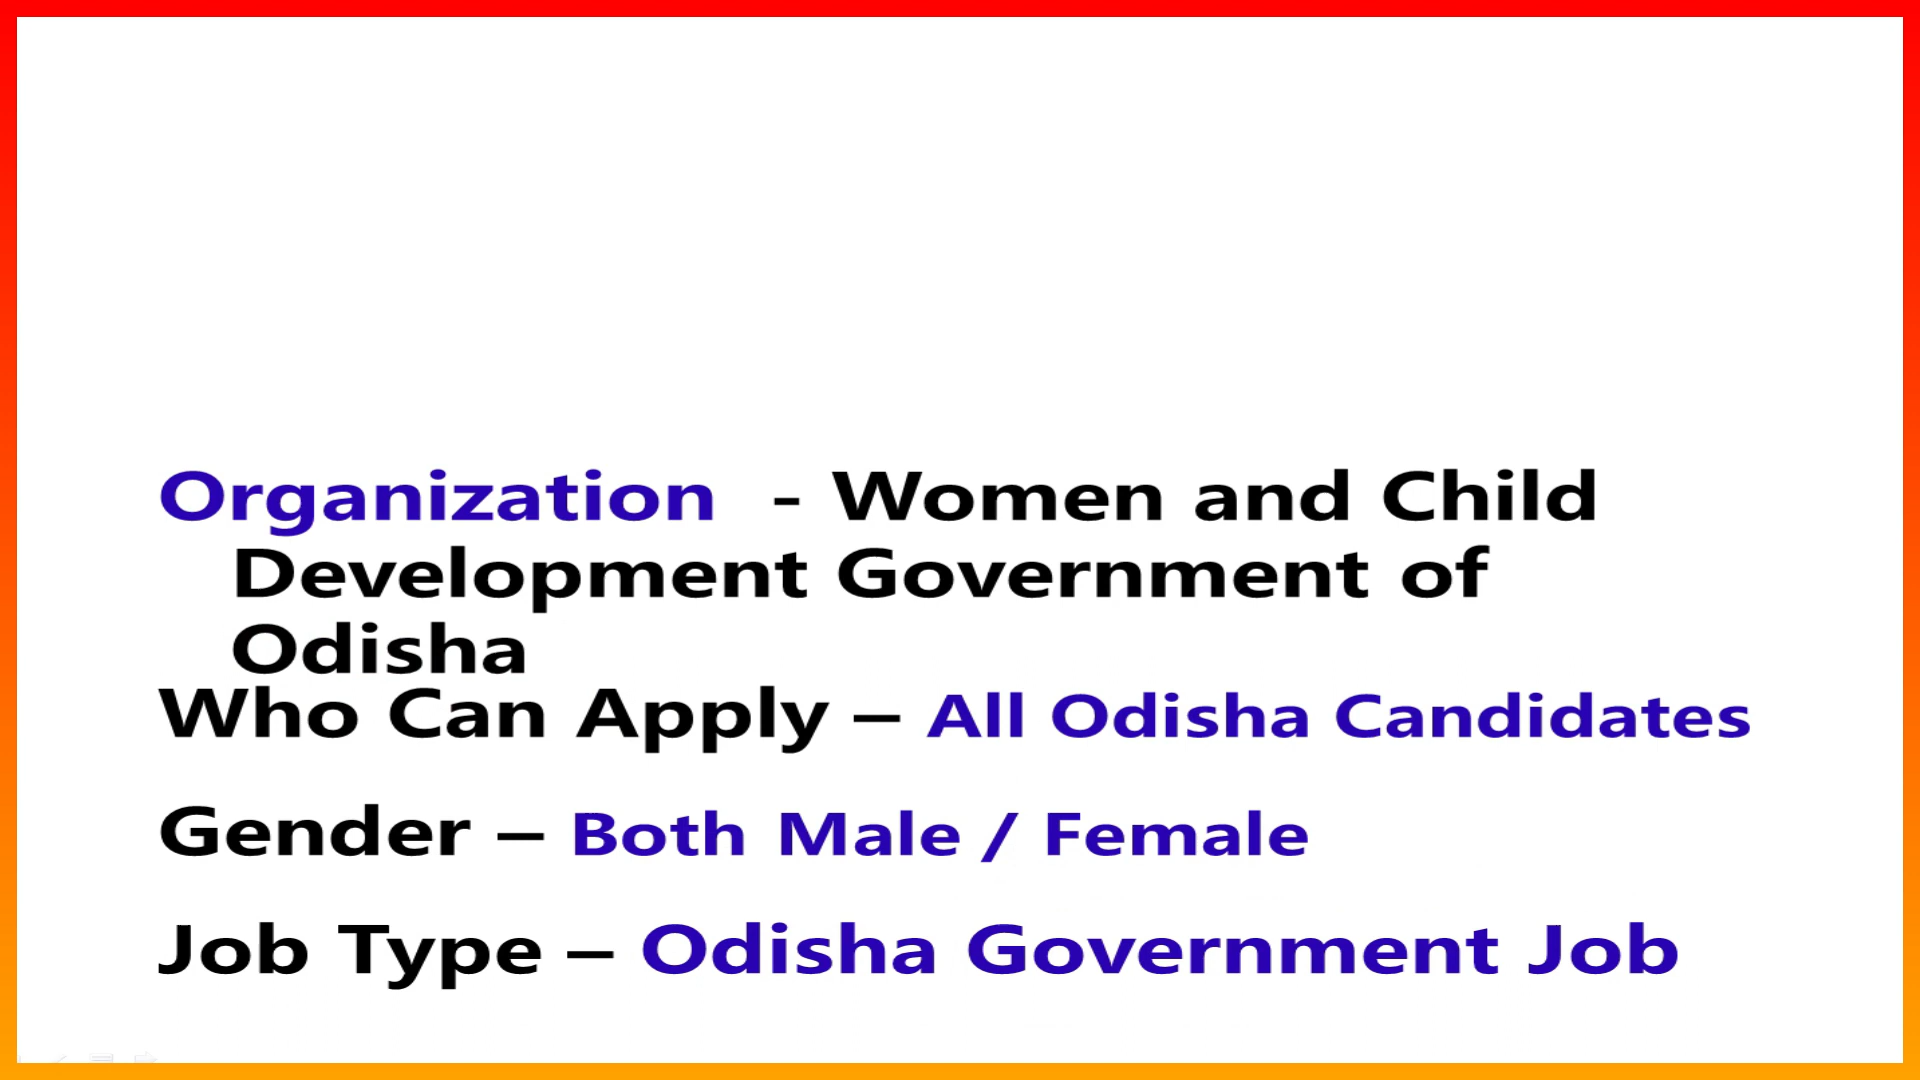 Organization - Women and Child
Development Government of
Odisha
Who Can Apply – All Odisha Candidates
Gender – Both Male / Female
Job Type – Odisha Government Job